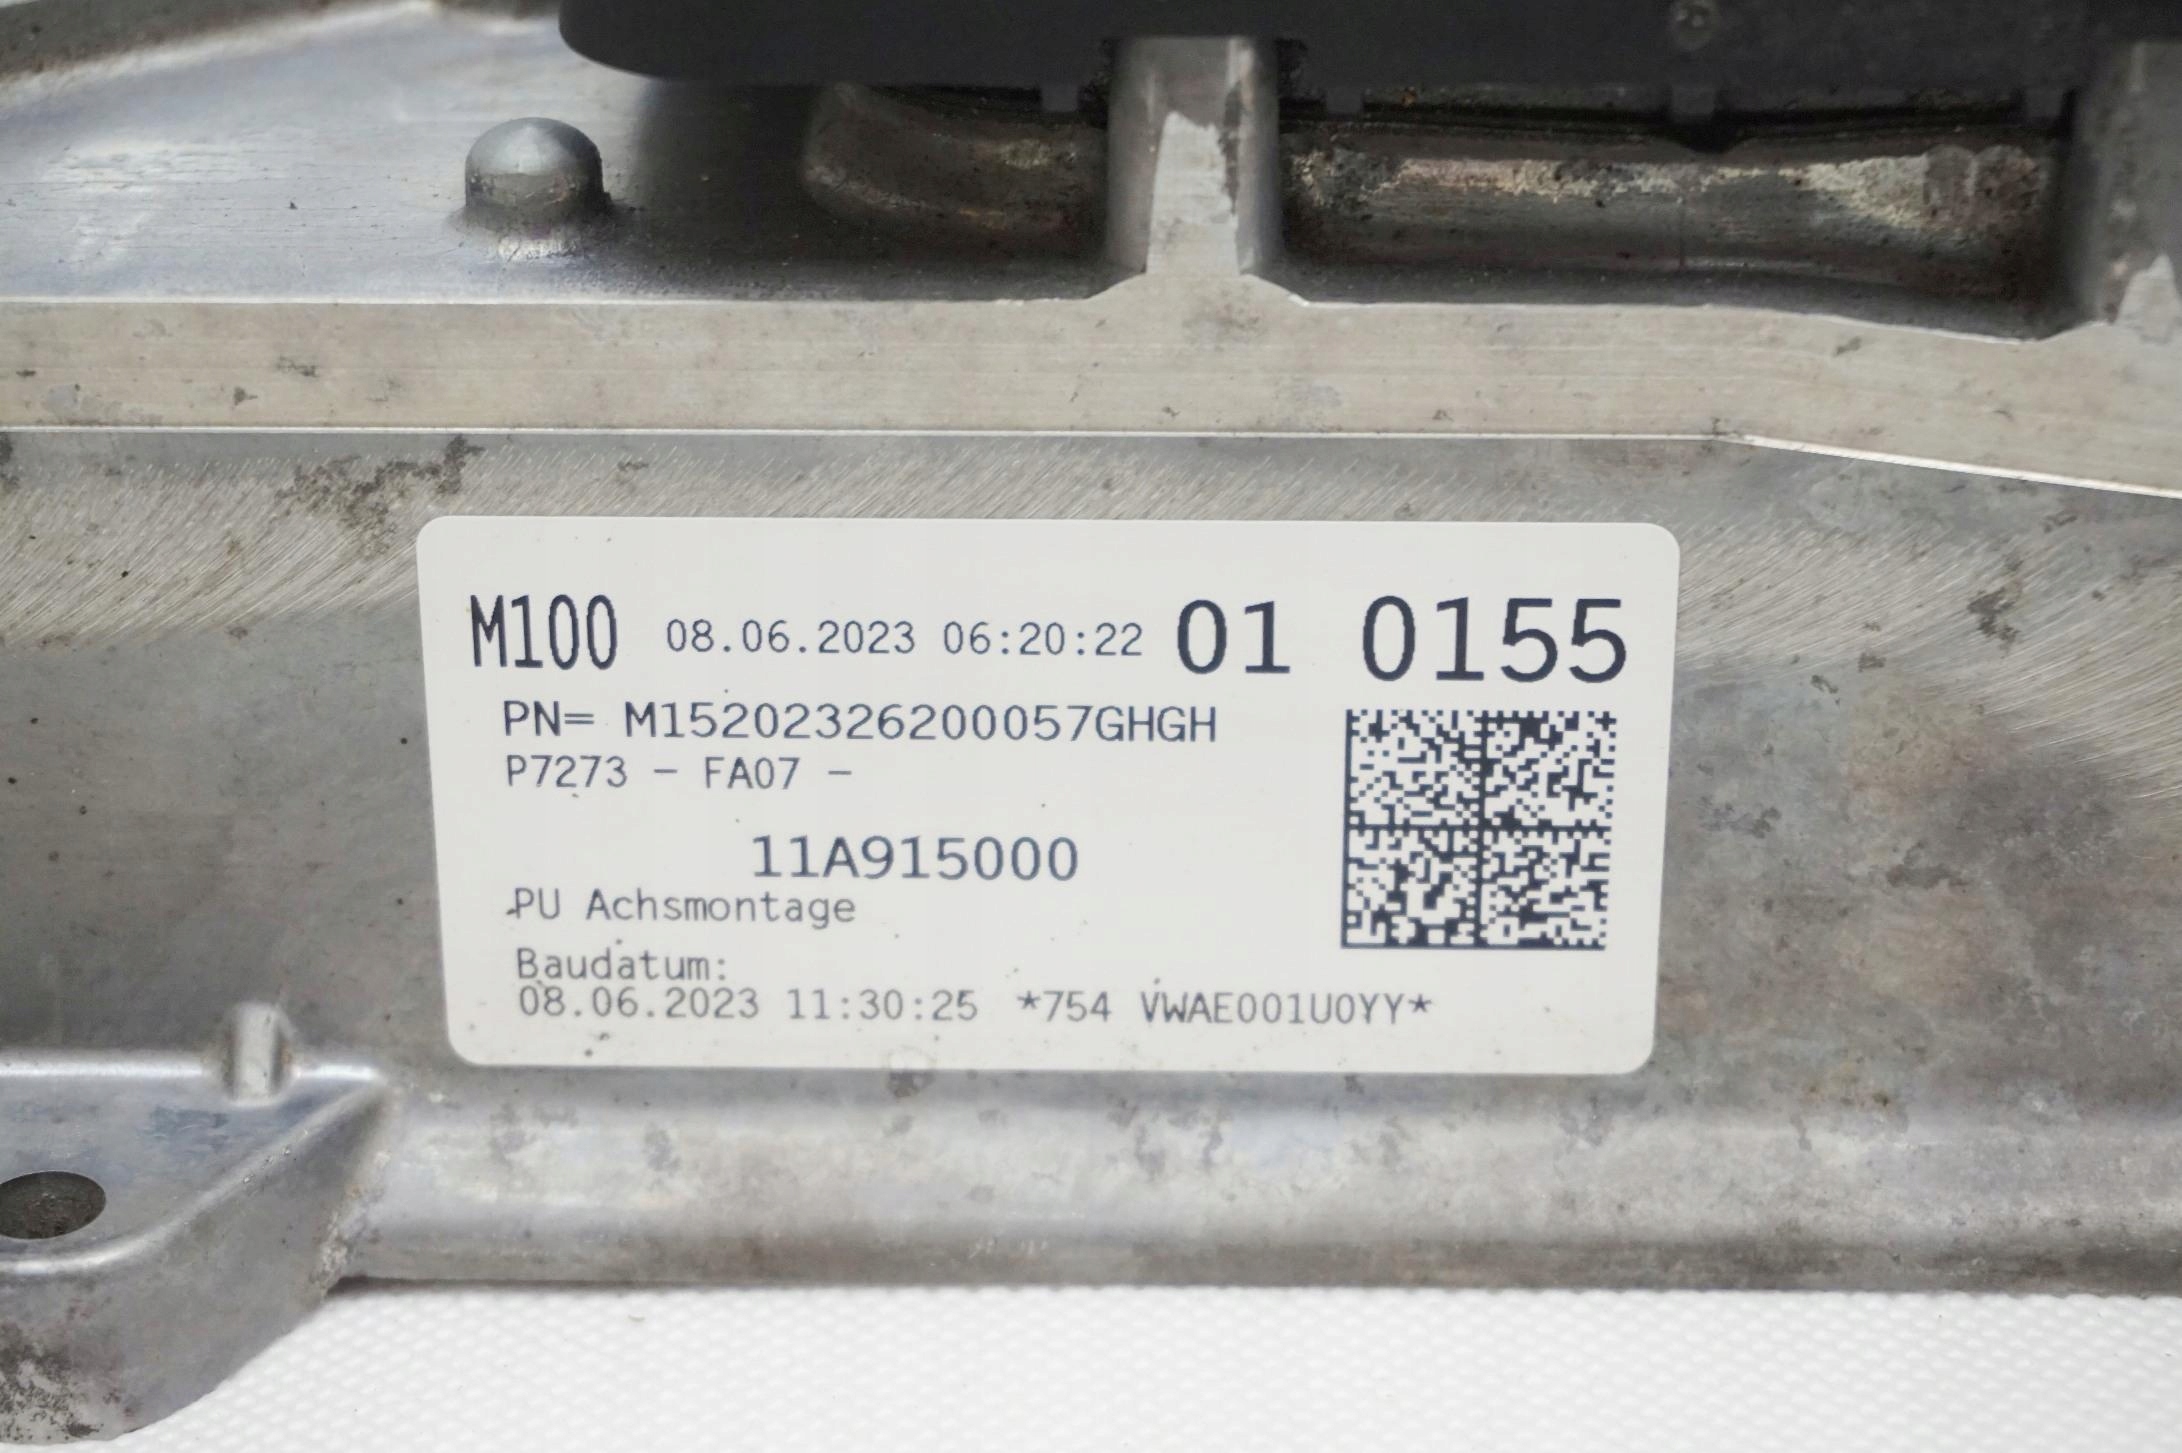 M100 08.06.2023 06:20:22 01 0155
PN= M15202326200057GHGH
P7273 - FA07 -
11A915000
PU Achsmontage
Baudatum:
08.06.2023 11:30:25 *754 VWAE001U0YY*